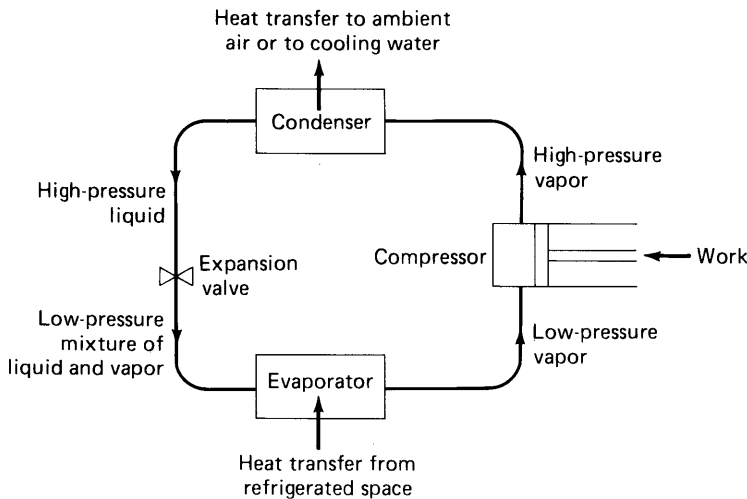 Heat transfer to ambient
air or to cooling water
Condenser
High-pressure
vapor
High-pressure
liquid
Compressor
Work
Expansion
valve
Low-pressure
mixture of
liquid and vapor
Low-pressure
vapor
Evaporator
Heat transfer from
refrigerated space